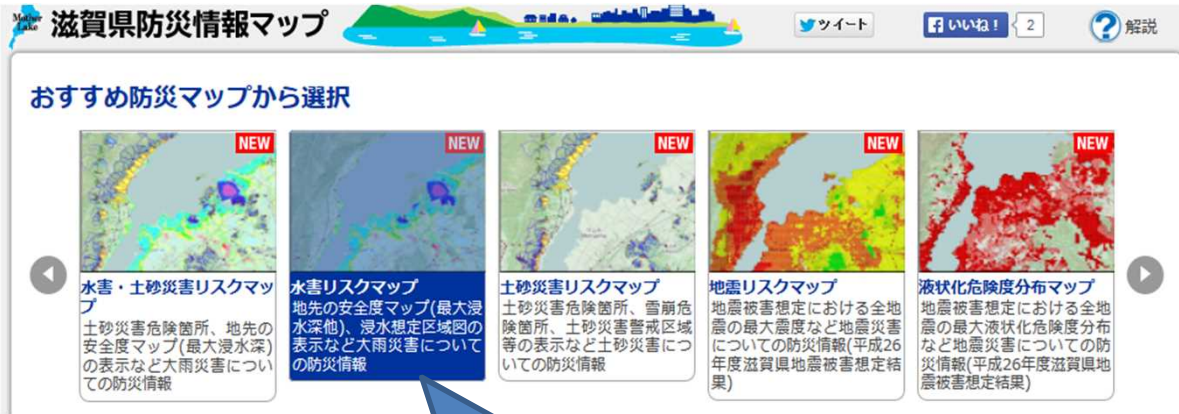 Mother
Lake
滋賀県防災情報マップ
ツイート
いいね！
2
?
解説
おすすめ防災マップから選択
NEW
NEW
NEW
NEW
NEW
水害・土砂災害リスクマッ
プ
土砂災害危険箇所、地先の
安全度マップ(最大浸水深)
の表示など大雨災害につい
ての防災情報
水害リスクマップ
地先の安全度マップ(最大浸
水深他)、浸水想定区域図の
表示など大雨災害について
の防災情報
土砂災害リスクマップ
土砂災害危険箇所、雪崩危
険箇所、土砂災害警戒区域
等の表示など土砂災害につ
いての防災情報
地震リスクマップ
地震被害想定における全地
震の最大震度など地震災害
についての防災情報(平成26
年度滋賀県地震被害想定結
果)
液状化危険度分布マップ
地震被害想定における全地
震の最大液状化危険度分布
など地震災害についての防
災情報(平成26年度滋賀県地
震被害想定結果)